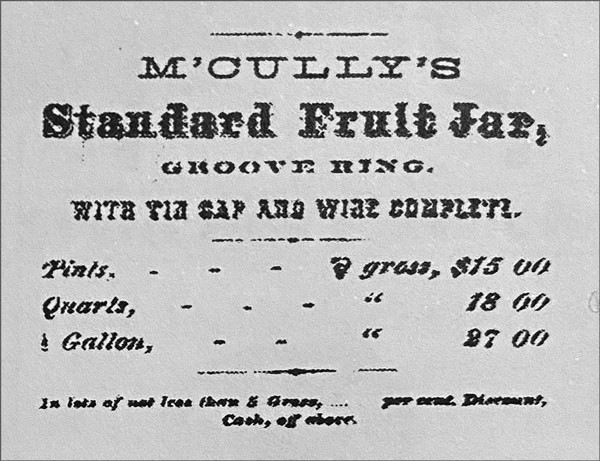 M'CULLY'S
Standard Fruit Jar,
GROOVE RING.
WITH TIN CAP AND WIRE COMPLETE.
Pints, - - - ⅌ gross, $15 00
Quarts, - - - “ 18 00
½ Gallon, - - “ 27 00
In lots of not less than 5 Gross, .... per cent. Discount,
Cash, off above.